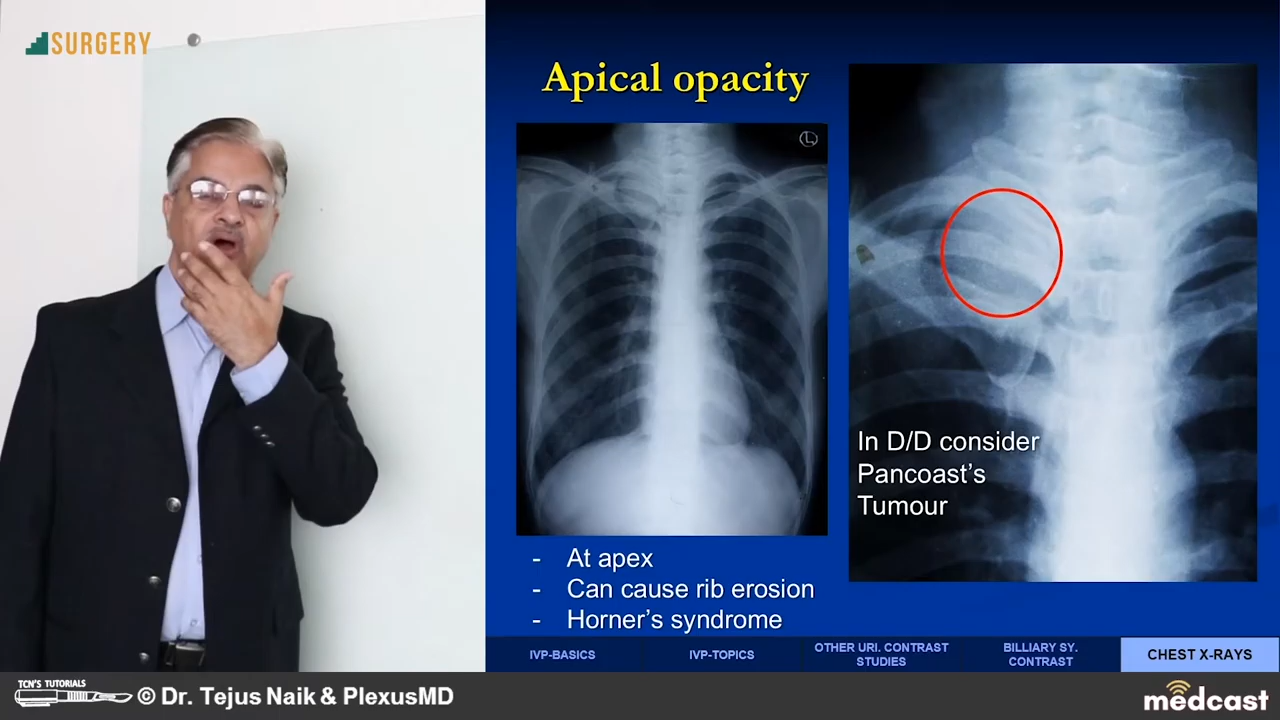 SURGERY
Apical opacity
L
In D/D consider
Pancoast's
Tumour
- At apex
- Can cause rib erosion
- Horner's syndrome
IVP-BASICS
IVP-TOPICS
OTHER URI. CONTRAST
STUDIES
BILLIARY SY.
CONTRAST
CHEST X-RAYS
TCN'S TUTORIALS
© Dr. Tejus Naik & PlexusMD
medcast